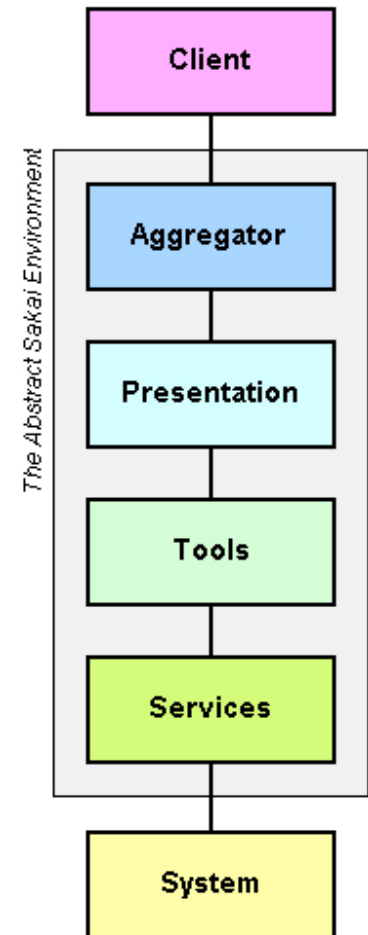 Client
The Abstract Sakai Environment
Aggregator
Presentation
Tools
Services
System